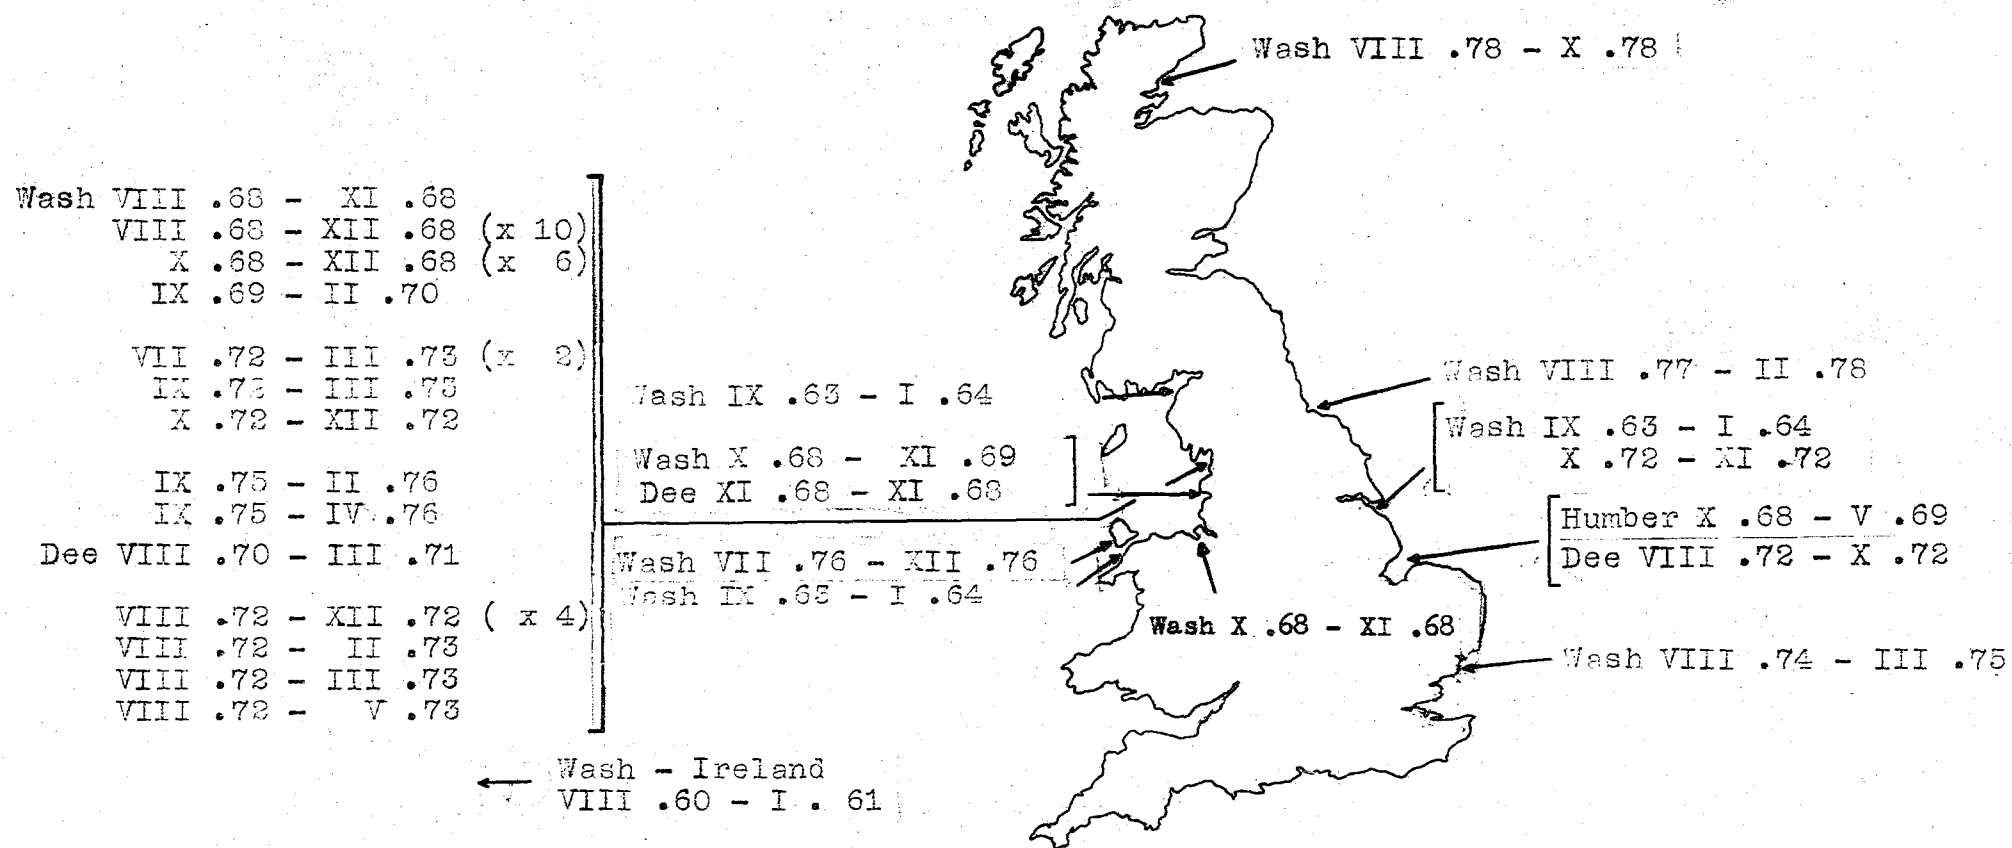 Wash VIII .78 - X .78
Wash VIII .68 - XI .68
VIII .68 - XII .68 (x 10)
X .68 - XII .68 (x 6)
IX .69 - II .70
VII .72 - III .73 (x 2)
IX .72 - III .73
X .72 - XII .72
IX .75 - II .76
IX .75 - IV .76
Dee VIII .70 - III .71
VIII .72 - XII .72 ( x 4)
VIII .72 - II .73
VIII .72 - III .73
VIII .72 - V .73
Wash IX .63 - I .64
Wash X .68 - XI .69
Dee XI .68 - XI .68
Wash VII .76 - XII .76
Wash IX .63 - I .64
Wash X .68 - XI .68
Wash VIII .77 - II .78
Wash IX .63 - I .64
X .72 - XI .72
Humber X .68 - V .69
Dee VIII .72 - X .72
Wash VIII .74 - III .75
Wash - Ireland
VIII .60 - I . 61